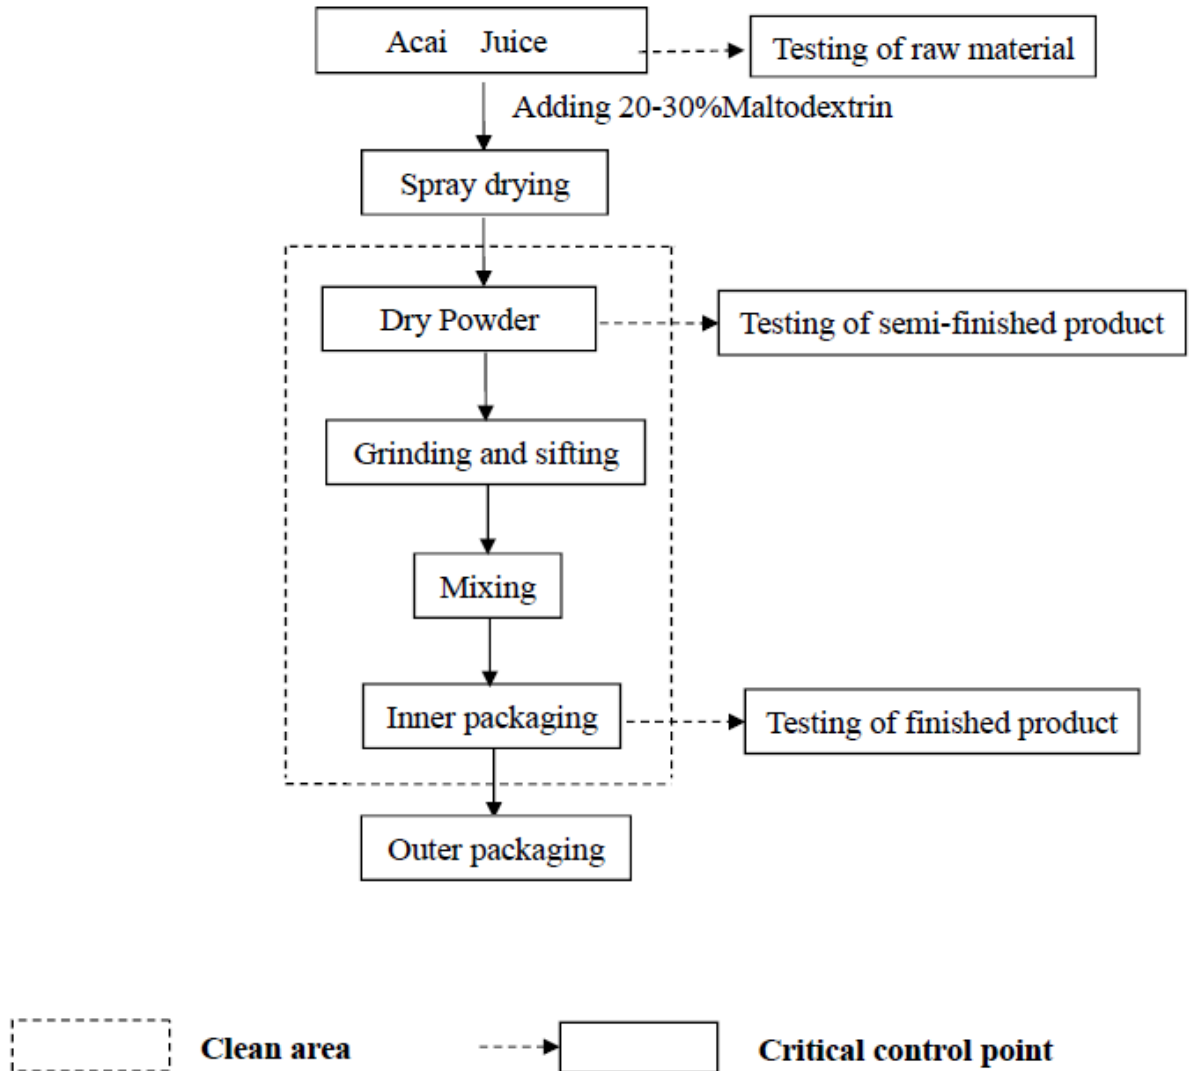 Acai Juice
Testing of raw material
Adding 20-30%Maltodextrin
Spray drying
Dry Powder
Testing of semi-finished product
Grinding and sifting
Mixing
Inner packaging
Testing of finished product
Outer packaging
Clean area
Critical control point